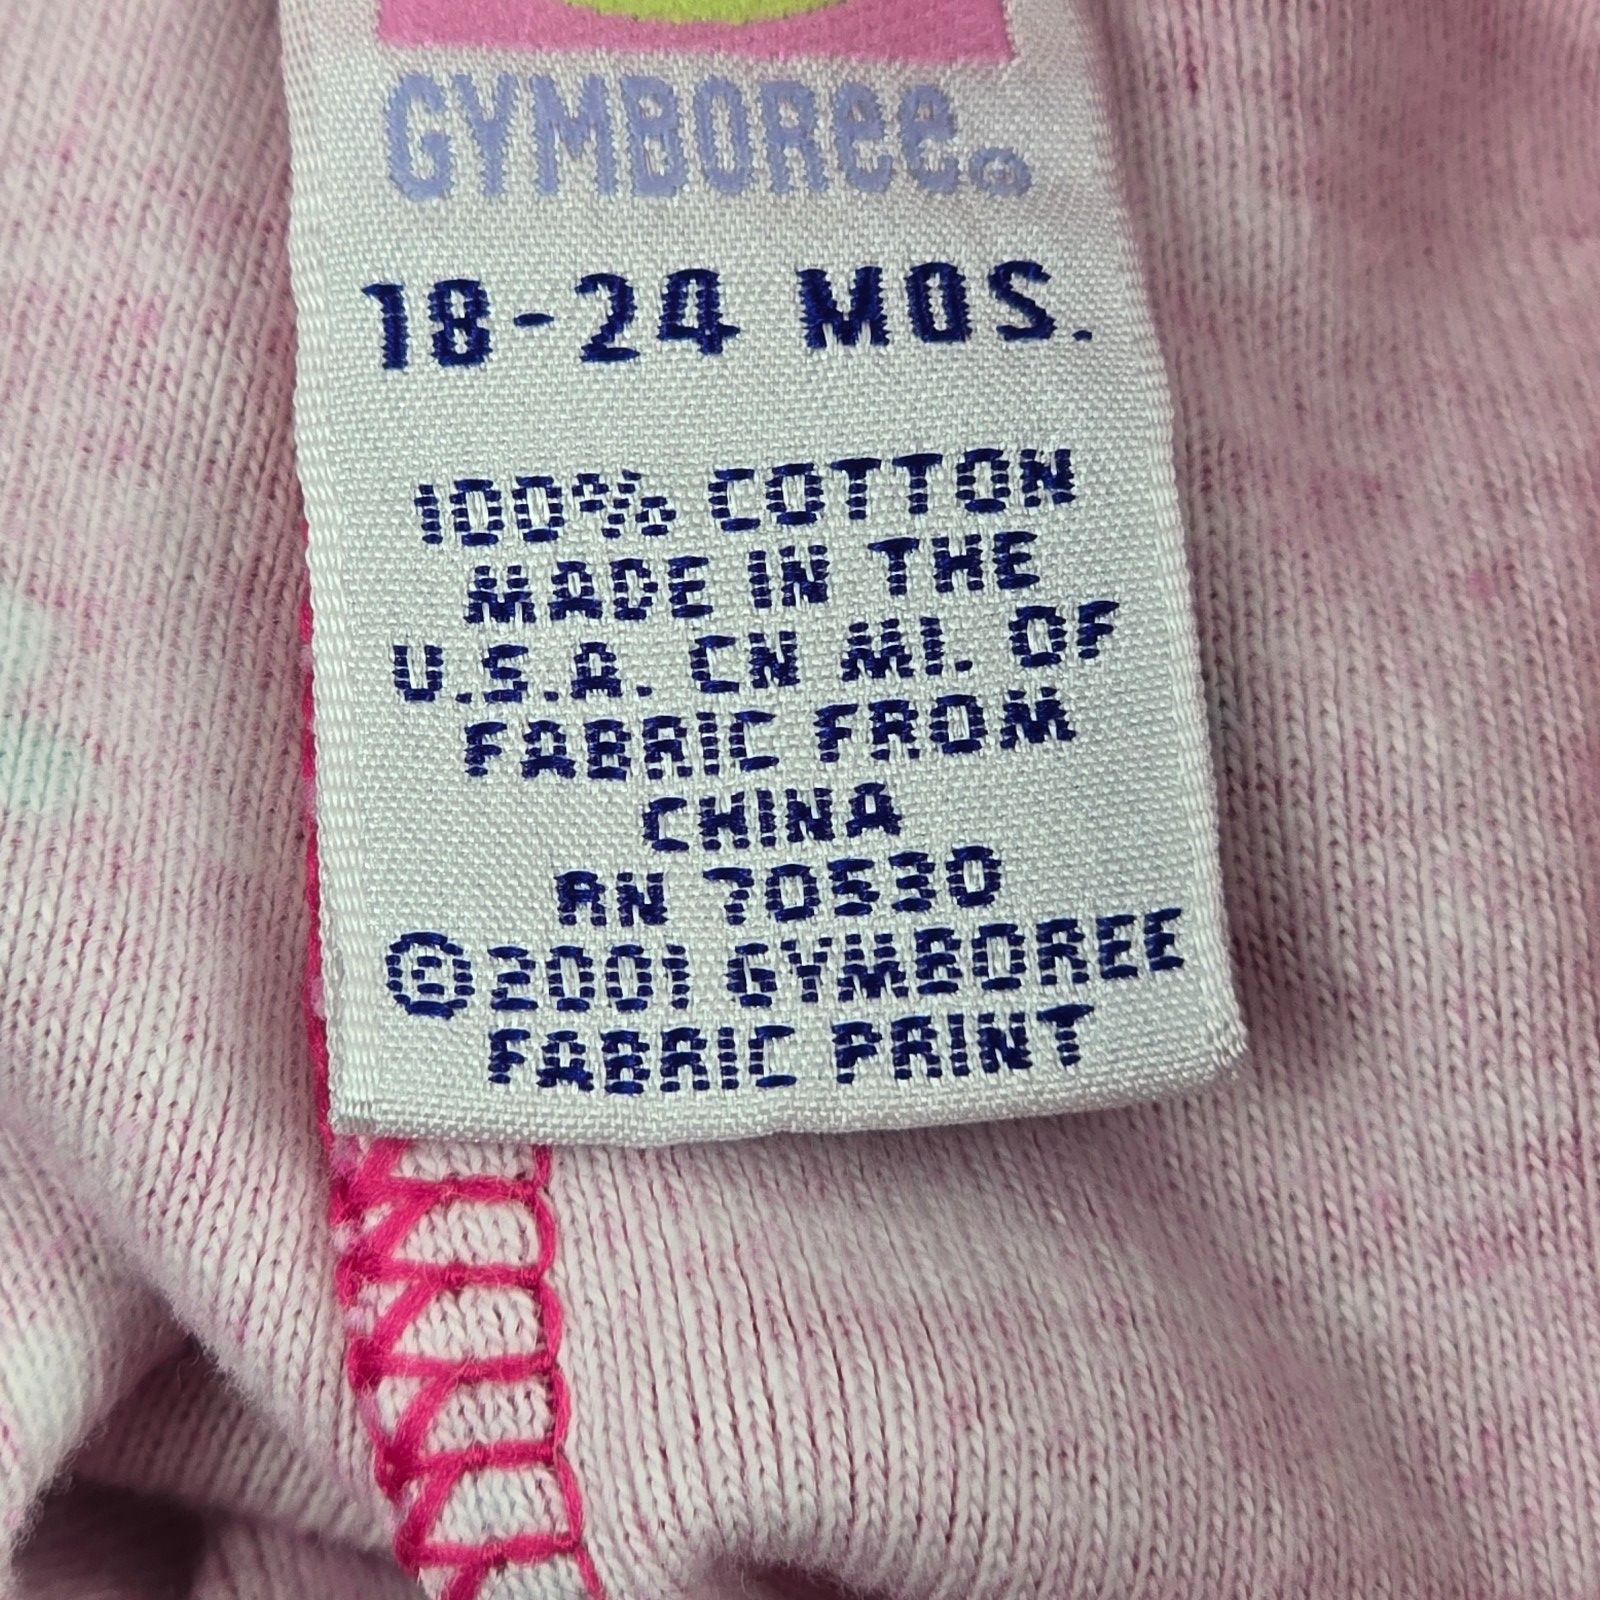 GYMBORee®
18-24 MOS.
100% COTTON
MADE IN THE
U.S.A. CN MI. OF
FABRIC FROM
CHINA
RN 70530
©2001 GYMBOREE
FABRIC PRINT